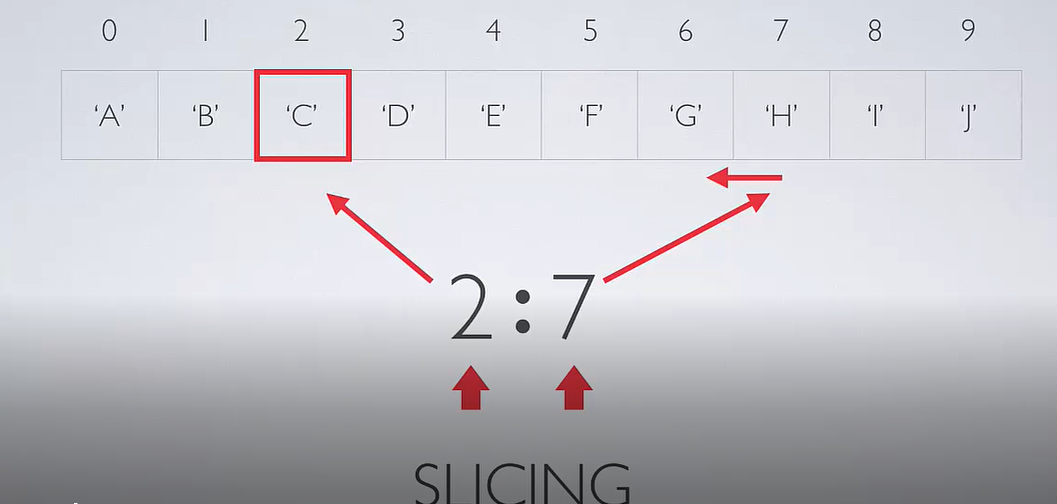 0 1 2 3 4 5 6 7 8 9
‘A’ ‘B’ ‘C’ ‘D’ ‘E’ ‘F’ ‘G’ ‘H’ ‘I’ ‘J’
2:7
SLICING